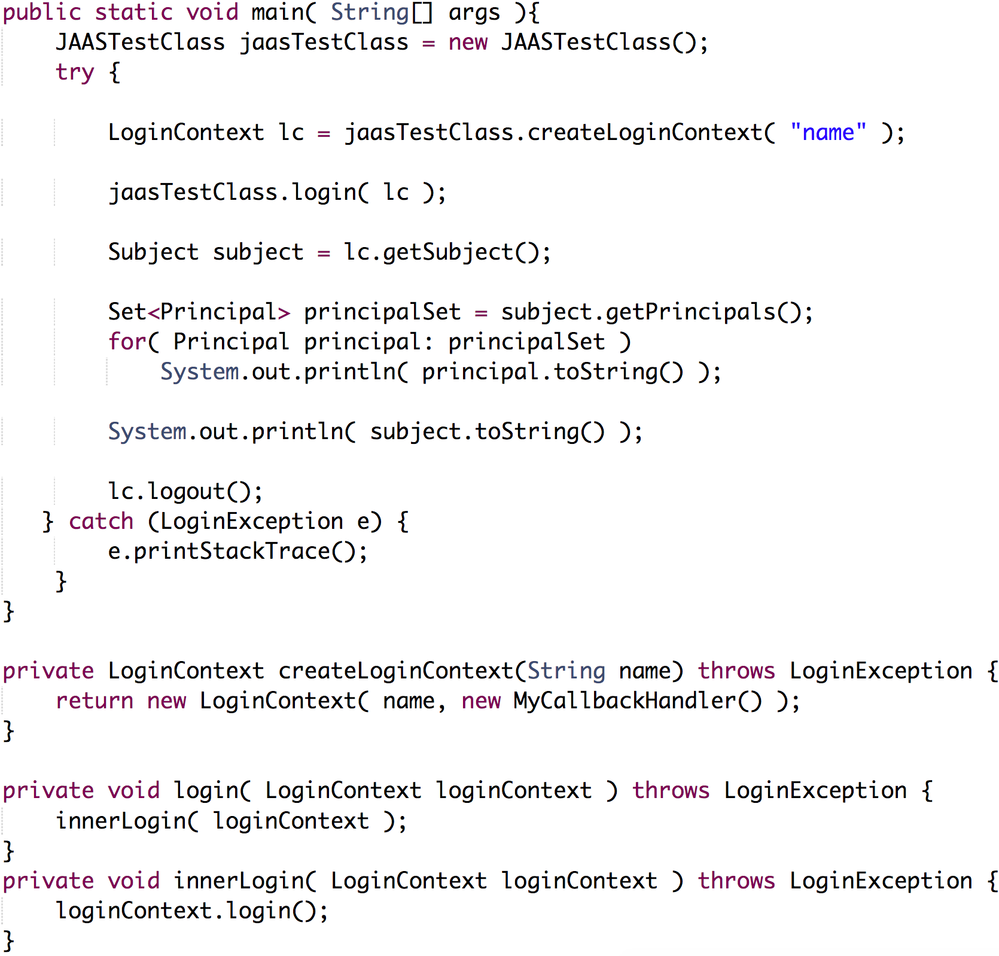 public static void main( String[] args ){
    JAASTestClass jaasTestClass = new JAASTestClass();
    try {

        LoginContext lc = jaasTestClass.createLoginContext( "name" );

        jaasTestClass.login( lc );

        Subject subject = lc.getSubject();

        Set<Principal> principalSet = subject.getPrincipals();
        for( Principal principal: principalSet )
            System.out.println( principal.toString() );

        System.out.println( subject.toString() );

        lc.logout();
   } catch (LoginException e) {
        e.printStackTrace();
    }
}

private LoginContext createLoginContext(String name) throws LoginException {
    return new LoginContext( name, new MyCallbackHandler() );
}

private void login( LoginContext loginContext ) throws LoginException {
    innerLogin( loginContext );
}
private void innerLogin( LoginContext loginContext ) throws LoginException {
    loginContext.login();
}